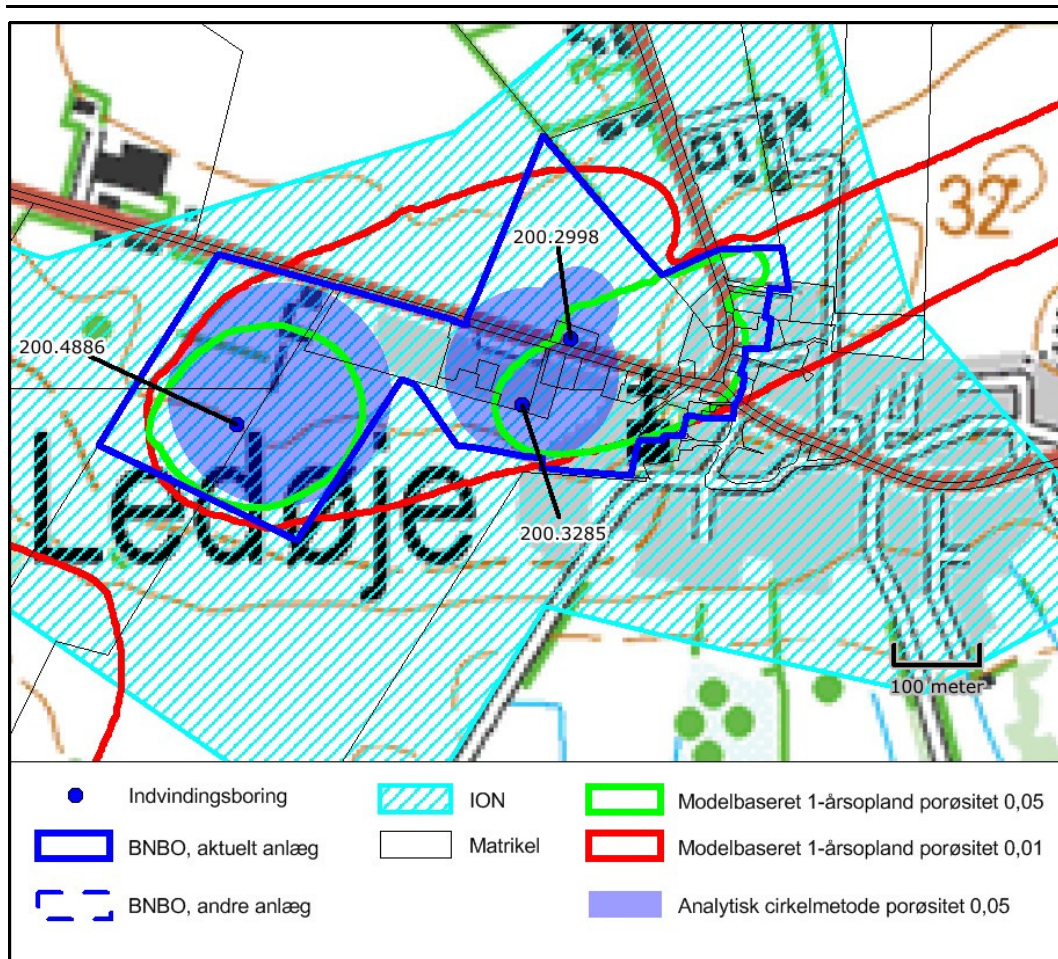 32
200.2998
200.4886
Ledøje
200.3285
100 meter
Indvindingsboring
BNBO, aktuelt anlæg
BNBO, andre anlæg
ION
Matrikel
Modelbaseret 1-årsopland porøsitet 0,05
Modelbaseret 1-årsopland porøsitet 0,01
Analytisk cirkelmetode porøsitet 0,05